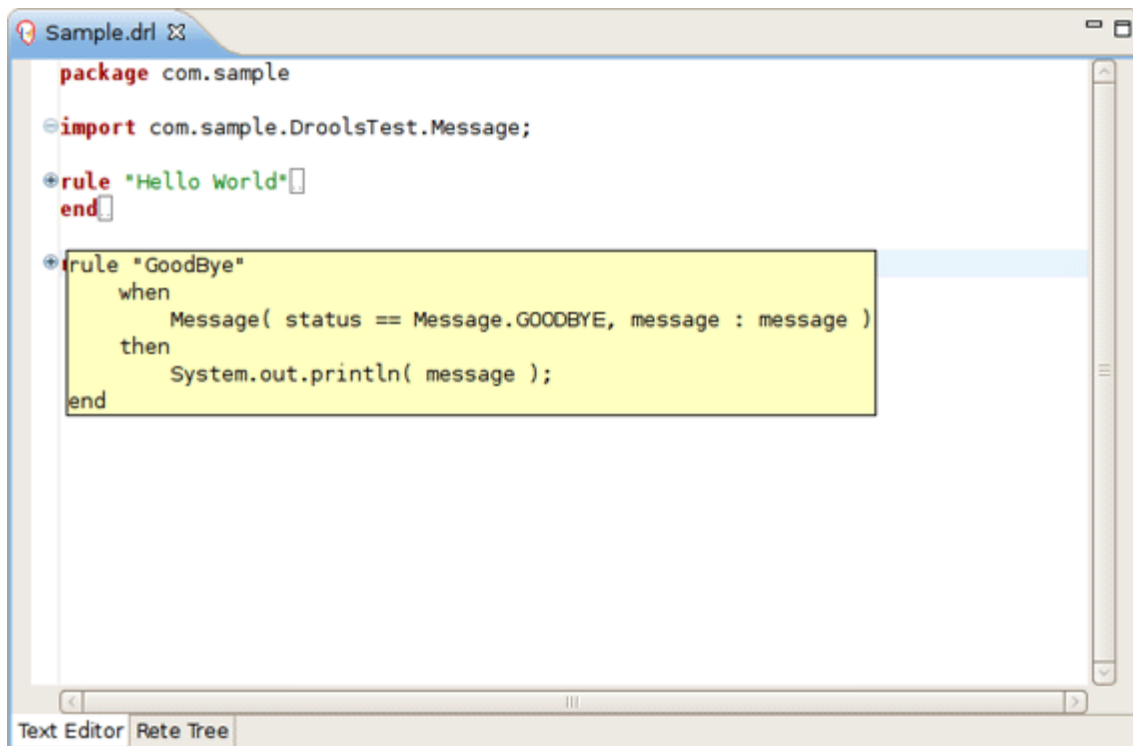 Sample.drl
package com.sample
import com.sample.DroolsTest.Message;
rule "Hello World"
end
rule "GoodBye"
    when
        Message( status == Message.GOODBYE, message : message )
    then
        System.out.println( message );
end
Text Editor Rete Tree